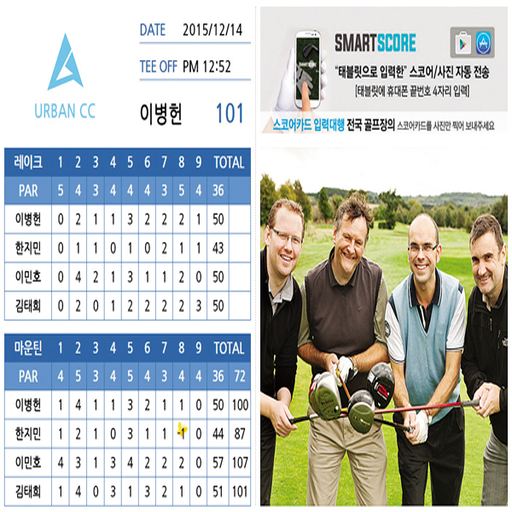 DATE 2015/12/14
TEE OFF PM 12:52
URBAN CC
이병헌 101
레이크 1 2 3 4 5 6 7 8 9 TOTAL
PAR 5 4 3 4 4 4 3 5 4 36
이병헌 0 2 1 1 3 2 2 2 1 50
한지민 0 1 1 0 1 0 2 1 1 43
이민호 0 4 2 1 3 1 1 2 0 50
김태희 0 2 0 1 2 2 2 2 3 50
마운틴 1 2 3 4 5 6 7 8 9 TOTAL
PAR 4 5 3 4 5 4 3 4 4 36 72
이병헌 1 4 1 1 3 2 1 1 0 50 100
한지민 1 2 1 0 3 1 1 -1 0 44 87
이민호 4 3 1 3 4 2 2 2 0 57 107
김태희 1 4 0 3 1 3 2 1 0 51 101
SMARTSCORE
"태블릿으로 입력한" 스코어/사진 자동 전송
[태블릿에 휴대폰 끝번호 4자리 입력]
스코어카드 입력대행 전국 골프장의 스코어카드를 사진만 찍어 보내주세요